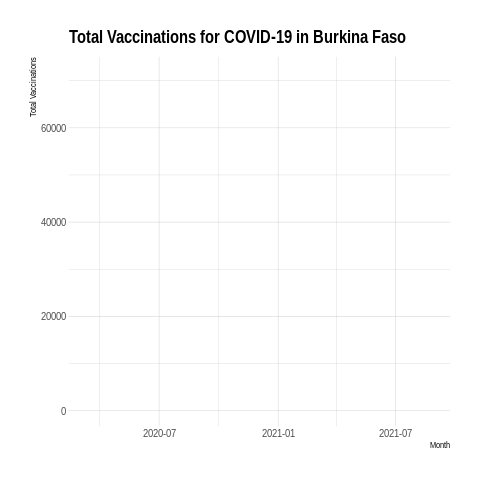 Total Vaccinations for COVID-19 in Burkina Faso
Total Vaccinations
60000
40000
20000
0
2020-07 2021-01 2021-07
Month